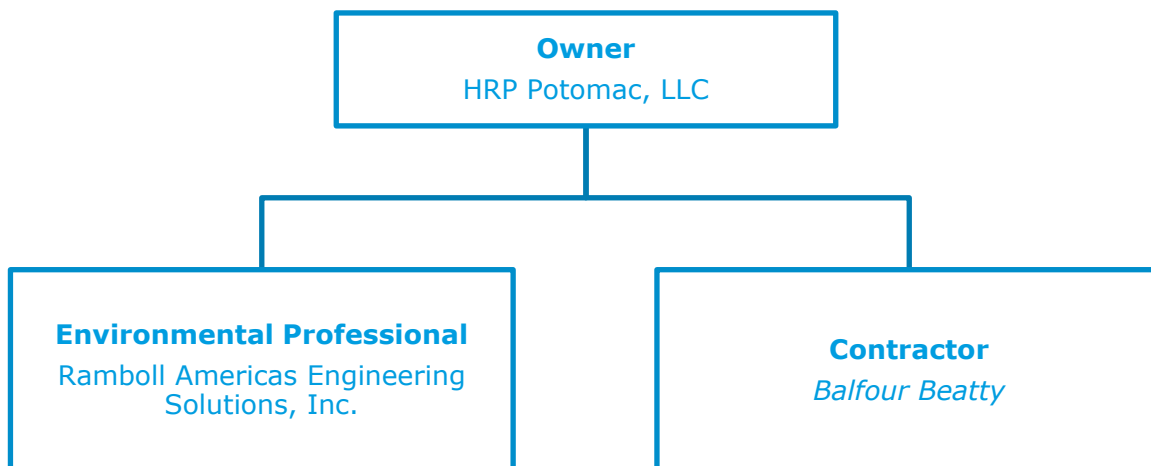 Owner
HRP Potomac, LLC
Environmental Professional
Ramboll Americas Engineering
Solutions, Inc.
Contractor
Balfour Beatty